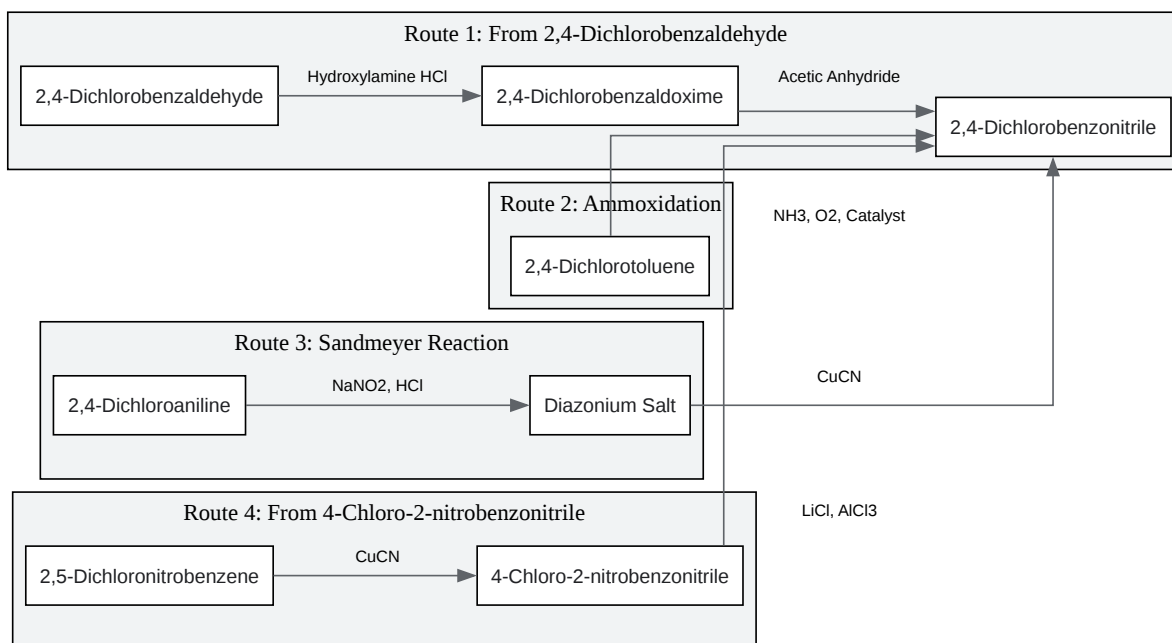 Route 1: From 2,4-Dichlorobenzaldehyde
Hydroxylamine HCl
Acetic Anhydride
2,4-Dichlorobenzaldehyde
2,4-Dichlorobenzaldoxime
2,4-Dichlorobenzonitrile
Route 2: Ammoxidation
NH3, O2, Catalyst
2,4-Dichlorotoluene
Route 3: Sandmeyer Reaction
NaNO2, HCl
CuCN
2,4-Dichloroaniline
Diazonium Salt
Route 4: From 4-Chloro-2-nitrobenzonitrile
LiCl, AlCl3
CuCN
2,5-Dichloronitrobenzene
4-Chloro-2-nitrobenzonitrile